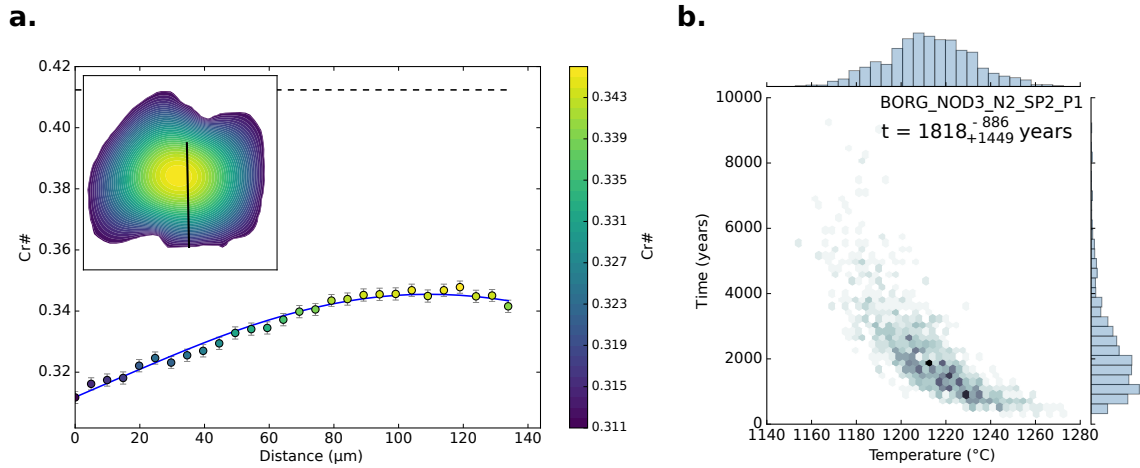 a.
0.42
0.40
0.38
0.36
0.34
0.32
Cr#
0 20 40 60 80 100 120 140
Distance (µm)
0.343
0.339
0.335
0.331
0.327
0.323
0.319
0.315
0.311
Cr#
b.
BORG_NOD3_N2_SP2_P1
t = 1818 - 886 +1449 years
10000
8000
6000
4000
2000
0
Time (years)
1140 1160 1180 1200 1220 1240 1260 1280
Temperature (°C)